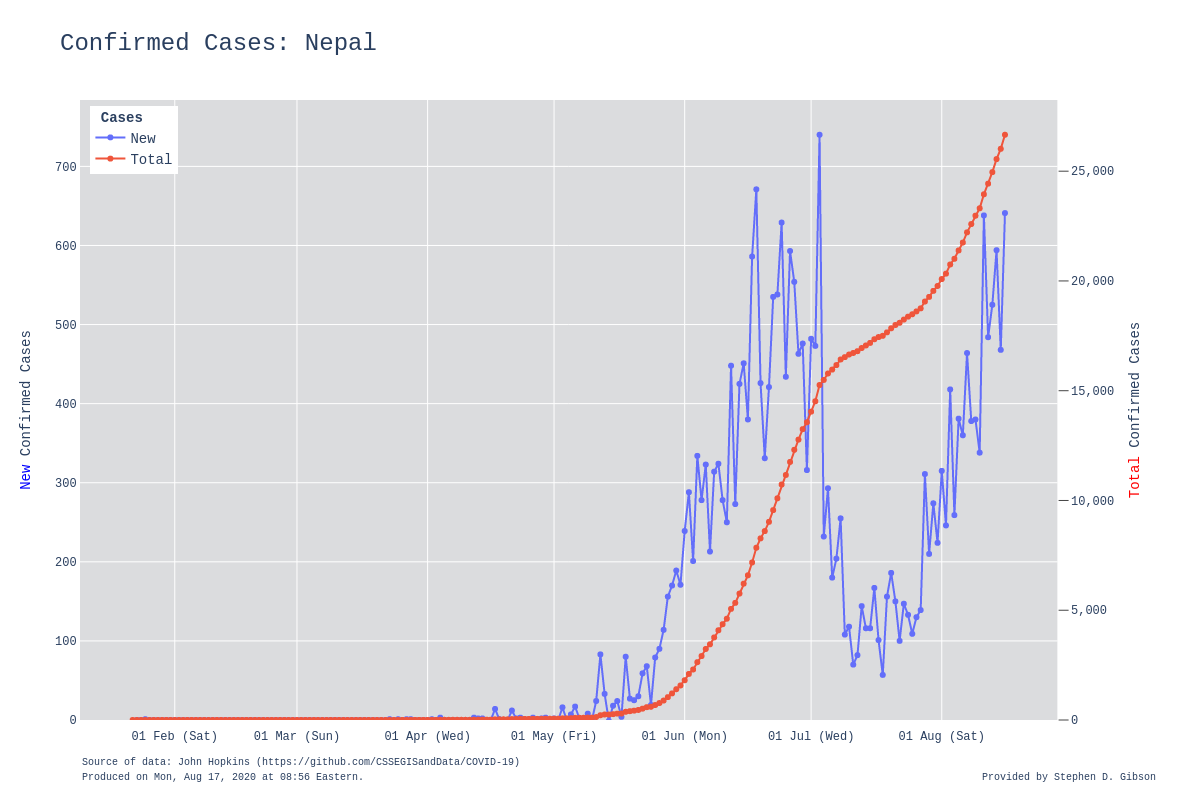 Confirmed Cases: Nepal
Cases
New
Total
700
600
500
400
300
200
100
0
New Confirmed Cases
25,000
20,000
15,000
10,000
5,000
0
Total Confirmed Cases
01 Feb (Sat) 01 Mar (Sun) 01 Apr (Wed) 01 May (Fri) 01 Jun (Mon) 01 Jul (Wed) 01 Aug (Sat)
Source of data: John Hopkins (https://github.com/CSSEGISandData/COVID-19)
Produced on Mon, Aug 17, 2020 at 08:56 Eastern.
Provided by Stephen D. Gibson